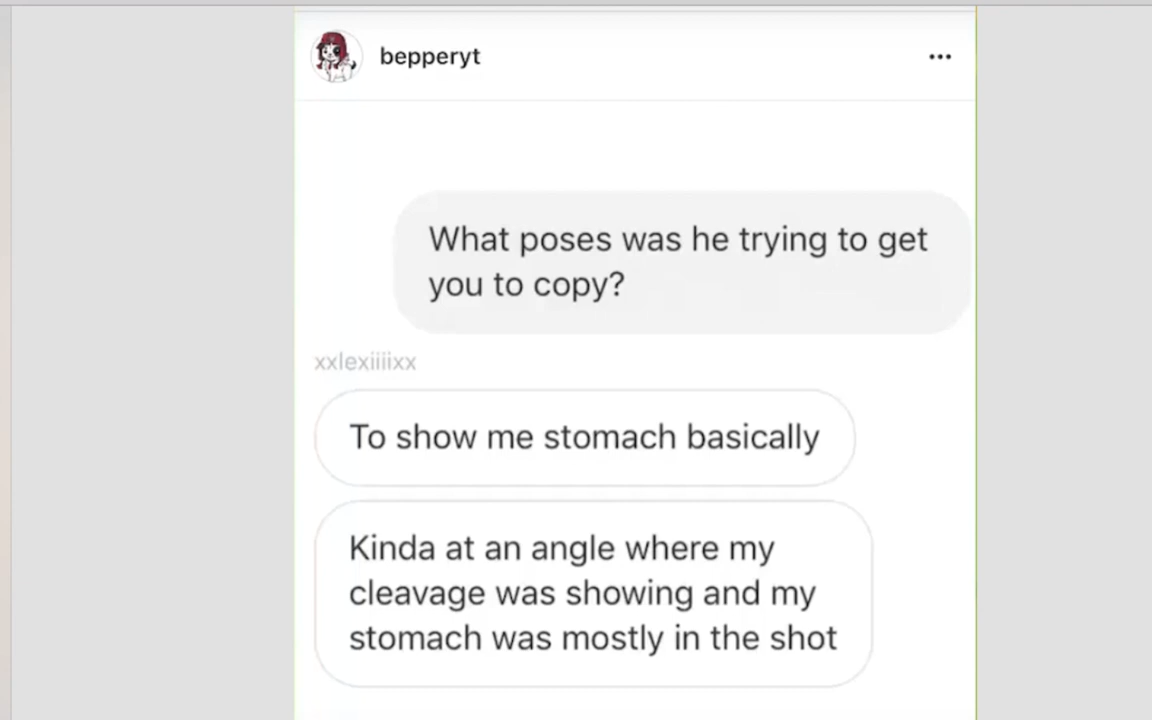 bepperyt
What poses was he trying to get
you to copy?
xxlexiiiixx
To show me stomach basically
Kinda at an angle where my
cleavage was showing and my
stomach was mostly in the shot